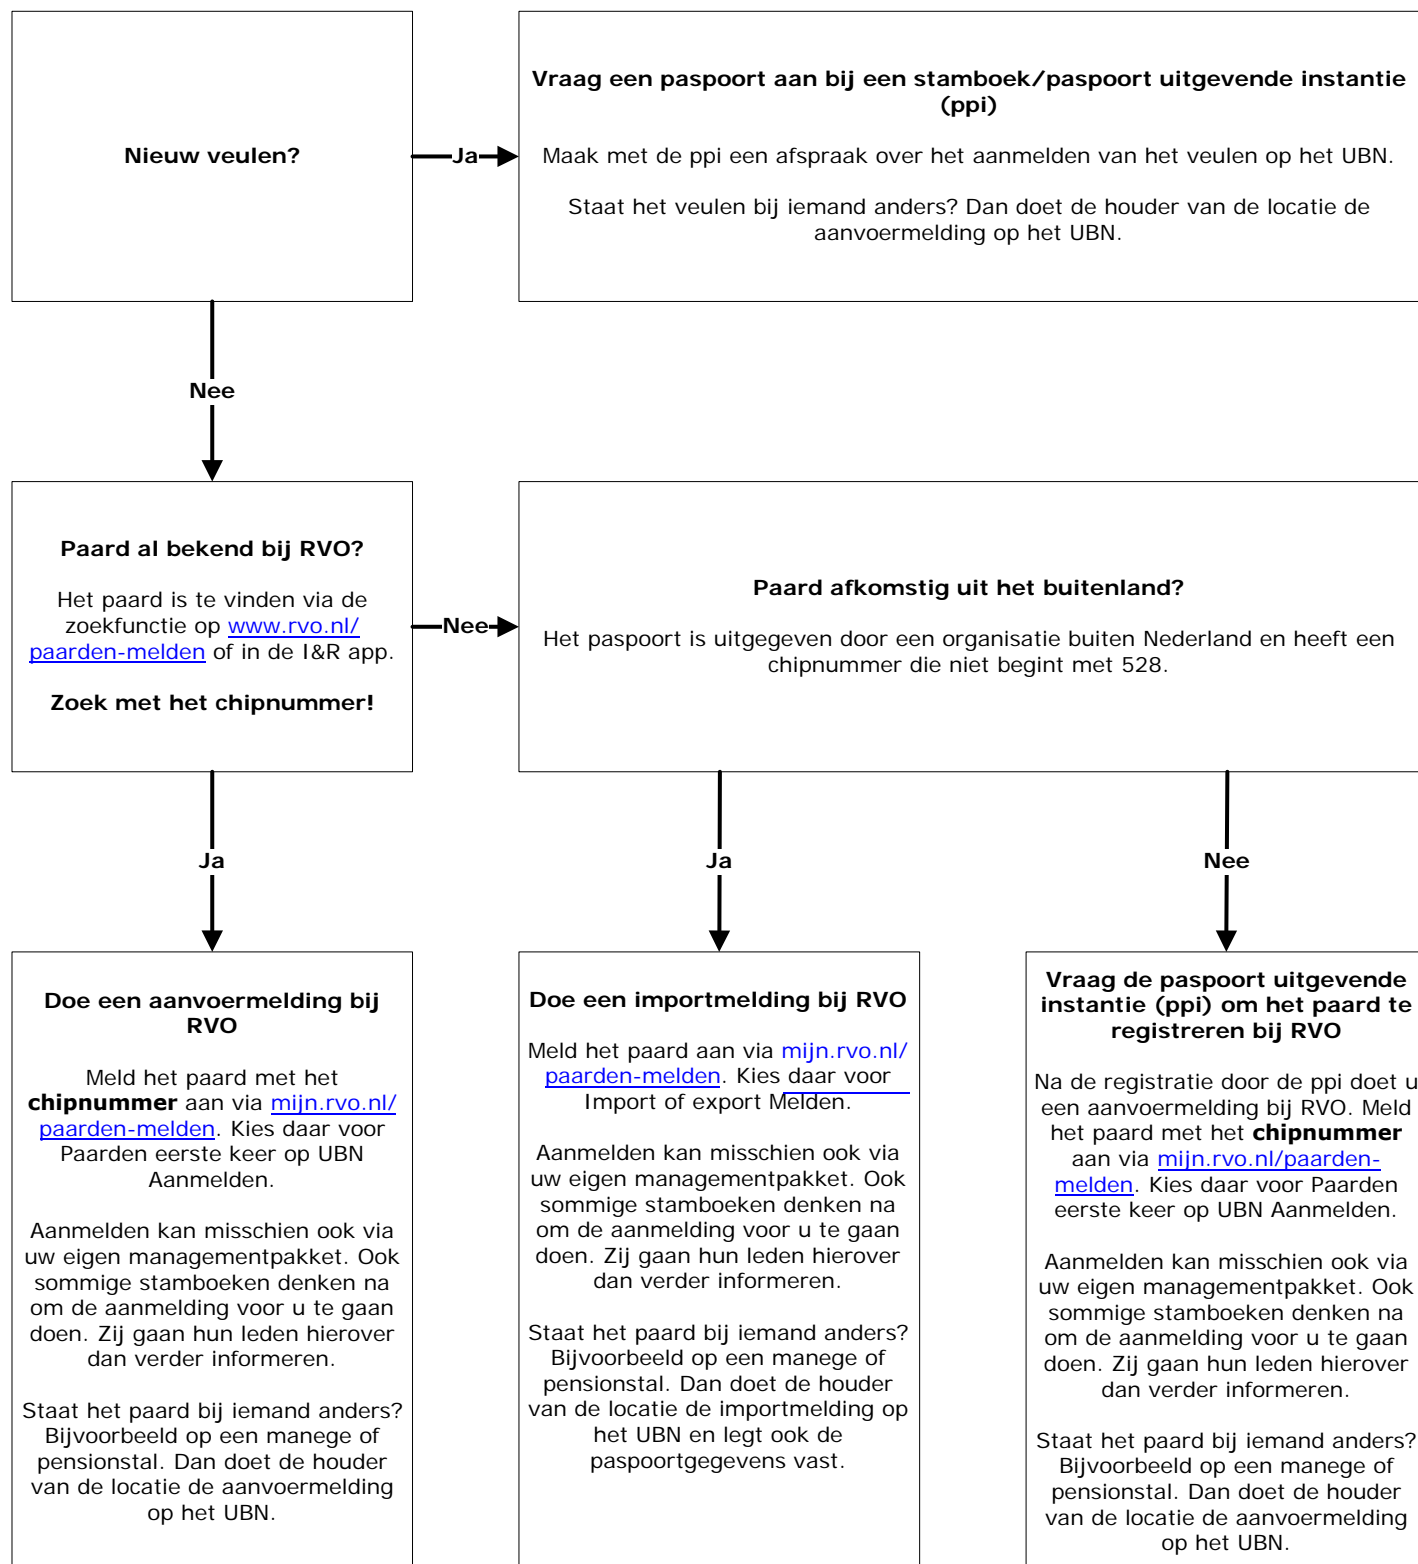 Nieuw veulen?
Ja
Vraag een paspoort aan bij een stamboek/paspoort uitgevende instantie
(ppi)
Maak met de ppi een afspraak over het aanmelden van het veulen op het UBN.
Staat het veulen bij iemand anders? Dan doet de houder van de locatie de
aanvoermelding op het UBN.
Nee
Paard al bekend bij RVO?
Het paard is te vinden via de
zoekfunctie op www.rvo.nl/
paarden-melden of in de I&R app.
Zoek met het chipnummer!
Nee
Paard afkomstig uit het buitenland?
Het paspoort is uitgegeven door een organisatie buiten Nederland en heeft een
chipnummer die niet begint met 528.
Ja
Ja
Nee
Doe een aanvoermelding bij
RVO
Meld het paard met het
chipnummer aan via mijn.rvo.nl/
paarden-melden. Kies daar voor
Paarden eerste keer op UBN
Aanmelden.
Aanmelden kan misschien ook via
uw eigen managementpakket. Ook
sommige stamboeken denken na
om de aanmelding voor u te gaan
doen. Zij gaan hun leden hierover
dan verder informeren.
Staat het paard bij iemand anders?
Bijvoorbeeld op een manege of
pensionstal. Dan doet de houder
van de locatie de aanvoermelding
op het UBN.
Doe een importmelding bij RVO
Meld het paard aan via mijn.rvo.nl/
paarden-melden. Kies daar voor
Import of export Melden.
Aanmelden kan misschien ook via
uw eigen managementpakket. Ook
sommige stamboeken denken na
om de aanmelding voor u te gaan
doen. Zij gaan hun leden hierover
dan verder informeren.
Staat het paard bij iemand anders?
Bijvoorbeeld op een manege of
pensionstal. Dan doet de houder
van de locatie de importmelding op
het UBN en legt ook de
paspoortgegevens vast.
Vraag de paspoort uitgevende
instantie (ppi) om het paard te
registreren bij RVO
Na de registratie door de ppi doet u
een aanvoermelding bij RVO. Meld
het paard met het chipnummer
aan via mijn.rvo.nl/paarden-
melden. Kies daar voor Paarden
eerste keer op UBN Aanmelden.
Aanmelden kan misschien ook via
uw eigen managementpakket. Ook
sommige stamboeken denken na
om de aanmelding voor u te gaan
doen. Zij gaan hun leden hierover
dan verder informeren.
Staat het paard bij iemand anders?
Bijvoorbeeld op een manege of
pensionstal. Dan doet de houder
van de locatie de aanvoermelding
op het UBN.